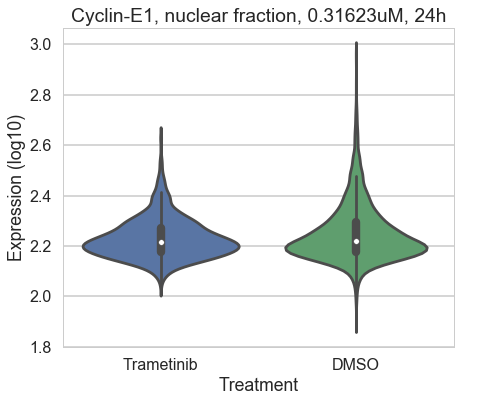 Cyclin-E1, nuclear fraction, 0.31623uM, 24h
Expression (log10)
3.0
2.8
2.6
2.4
2.2
2.0
1.8
Trametinib DMSO
Treatment